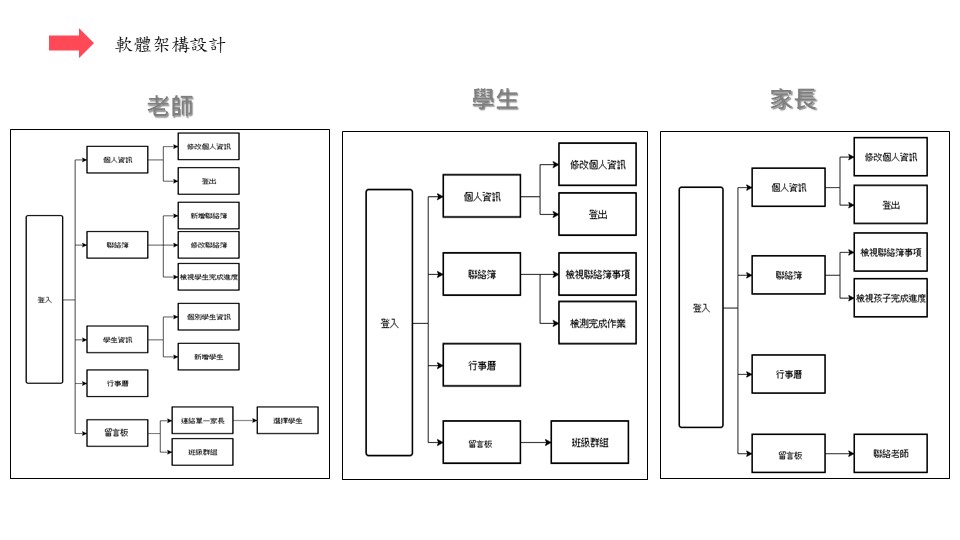 軟體架構設計
老師
登入
個人資訊
修改個人資訊
登出
聯絡簿
新增聯絡簿
修改聯絡簿
檢視學生完成進度
學生資訊
個別學生資訊
新增學生
行事曆
留言板
連絡單一家長
選擇學生
班級群組
學生
登入
個人資訊
修改個人資訊
登出
聯絡簿
檢視聯絡簿事項
檢測完成作業
行事曆
留言板
班級群組
家長
登入
個人資訊
修改個人資訊
登出
聯絡簿
檢視聯絡簿事項
檢視孩子完成進度
行事曆
留言板
聯絡老師